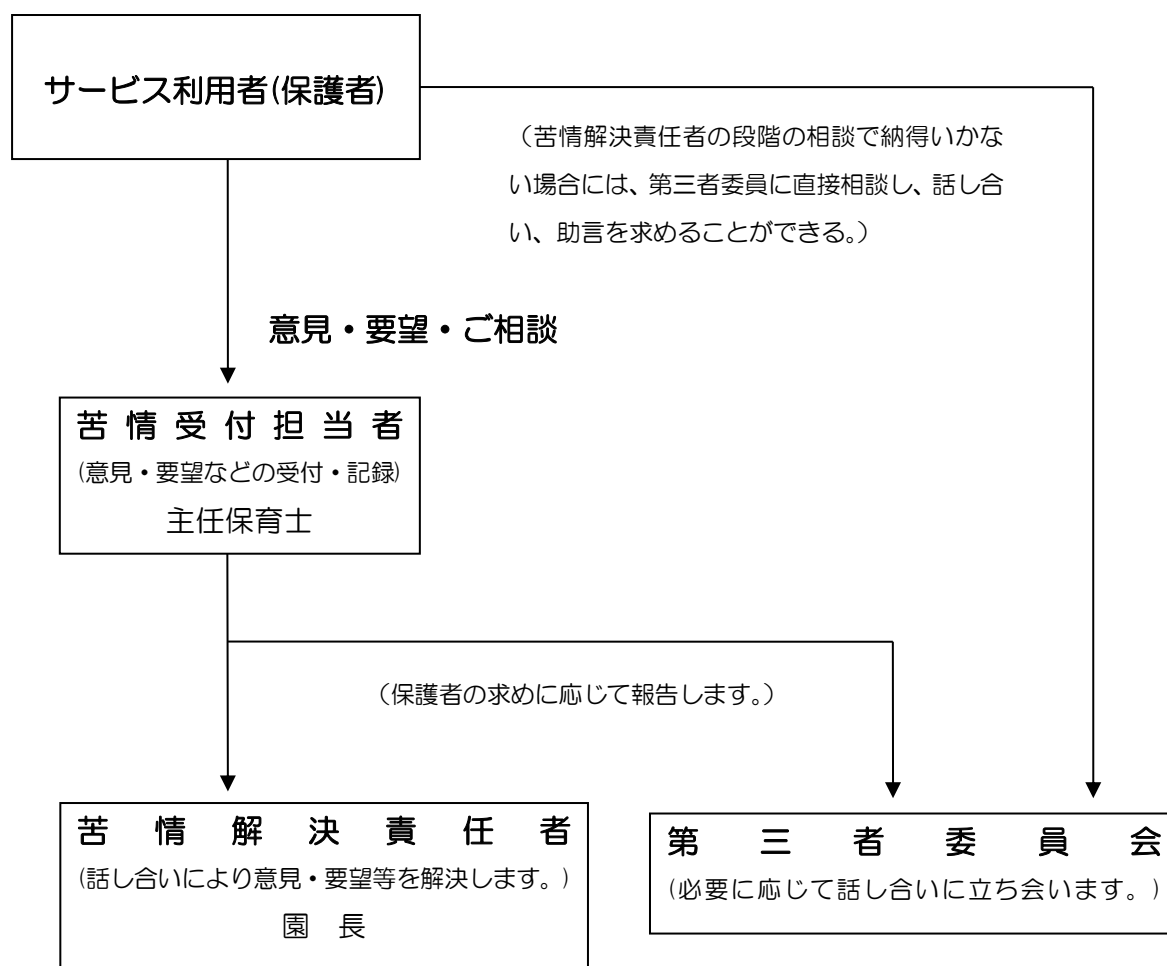 サービス利用者(保護者)
（苦情解決責任者の段階の相談で納得いかな
い場合には、第三者委員に直接相談し、話し合
い、助言を求めることができる。）
意見・要望・ご相談
苦情受付担当者
(意見・要望などの受付・記録)
主任保育士
（保護者の求めに応じて報告します。）
苦情解決責任者
(話し合いにより意見・要望等を解決します。)
園　長
第三者委員会
(必要に応じて話し合いに立ち会います。)